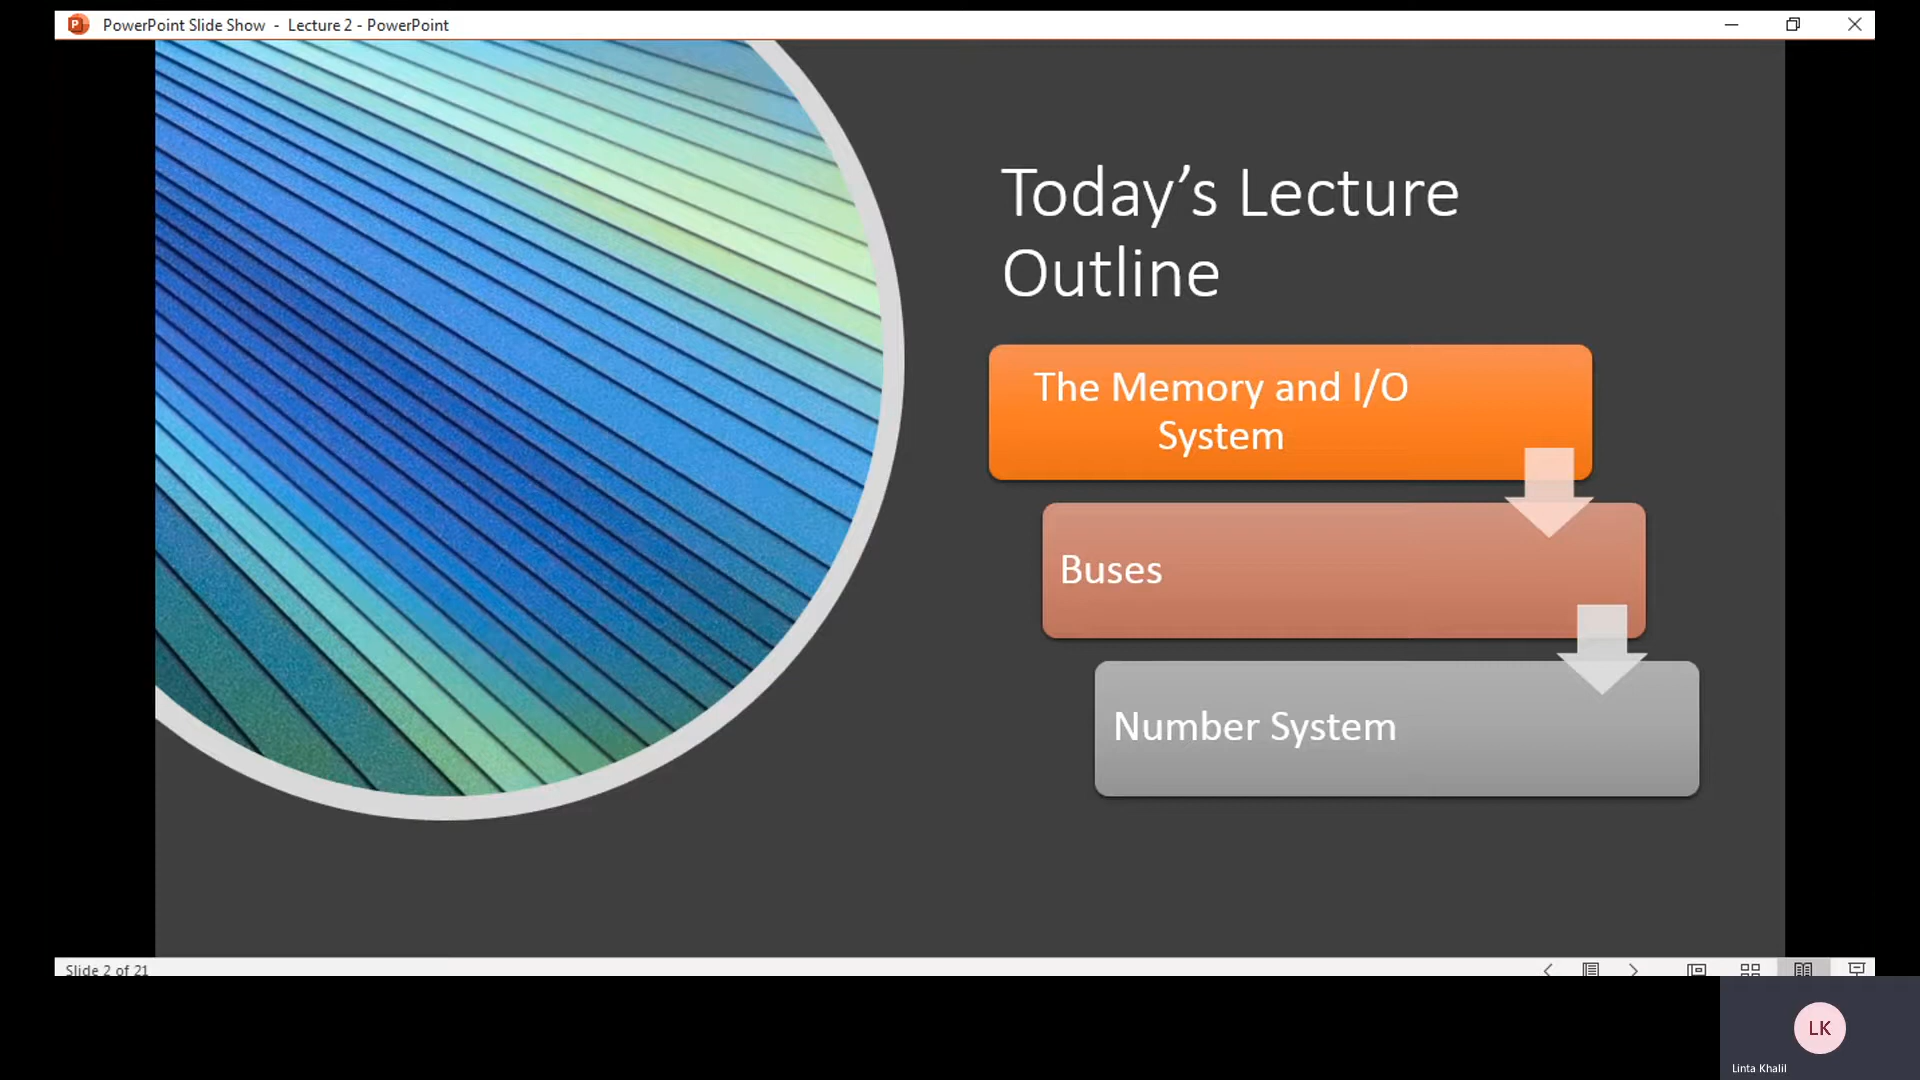 PowerPoint Slide Show - Lecture 2 - PowerPoint
Today’s Lecture
Outline
The Memory and I/O
System
Buses
Number System
Slide 2 of 21
LK
Linta Khalil